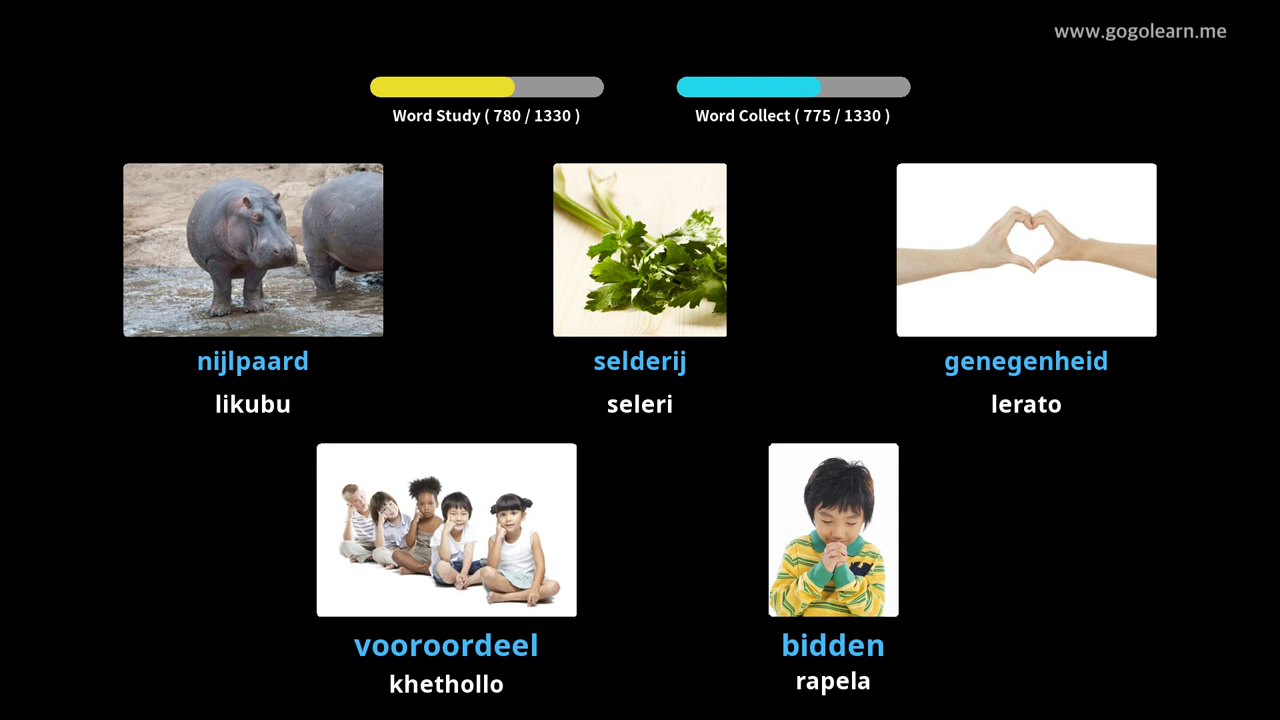 www.gogolearn.me
Word Study ( 780 / 1330 )
Word Collect ( 775 / 1330 )
nijlpaard
selderij
genegenheid
likubu
seleri
lerato
vooroordeel
bidden
khethollo
rapela